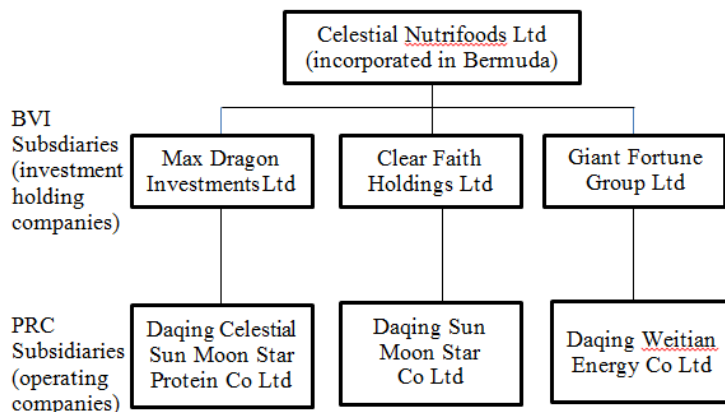 Celestial Nutrifoods Ltd
(incorporated in Bermuda)
BVI
Subsdiaries
(investment
holding
companies)
Max Dragon
Investments Ltd
Clear Faith
Holdings Ltd
Giant Fortune
Group Ltd
PRC
Subsidiaries
(operating
companies)
Daqing Celestial
Sun Moon Star
Protein Co Ltd
Daqing Sun
Moon Star
Co Ltd
Daqing Weitian
Energy Co Ltd